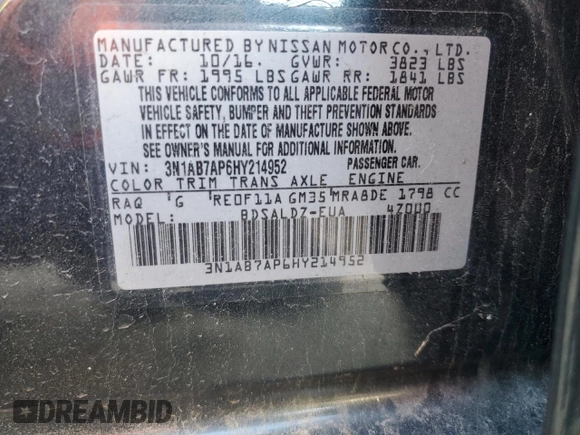 MANUFACTURED BY NISSAN MOTOR CO., LTD.
DATE: 10/16. GVWR: 3823 LBS
GAWR FR: 1995 LBS GAWR RR: 1841 LBS
THIS VEHICLE CONFORMS TO ALL APPLICABLE FEDERAL MOTOR
VEHICLE SAFETY, BUMPER AND THEFT PREVENTION STANDARDS
IN EFFECT ON THE DATE OF MANUFACTURE SHOWN ABOVE.
SEE OWNER'S MANUAL FOR ADDITIONAL INFORMATION.
VIN: 3N1AB7AP6HY214952 PASSENGER CAR.
COLOR TRIM TRANS AXLE ENGINE
RAQ G RE0F11A GM35 MRA8DE 1798 CC
MODEL: BDSALDZ-EUA 4Z0U0
3N1AB7AP6HY214952
DREAMBID